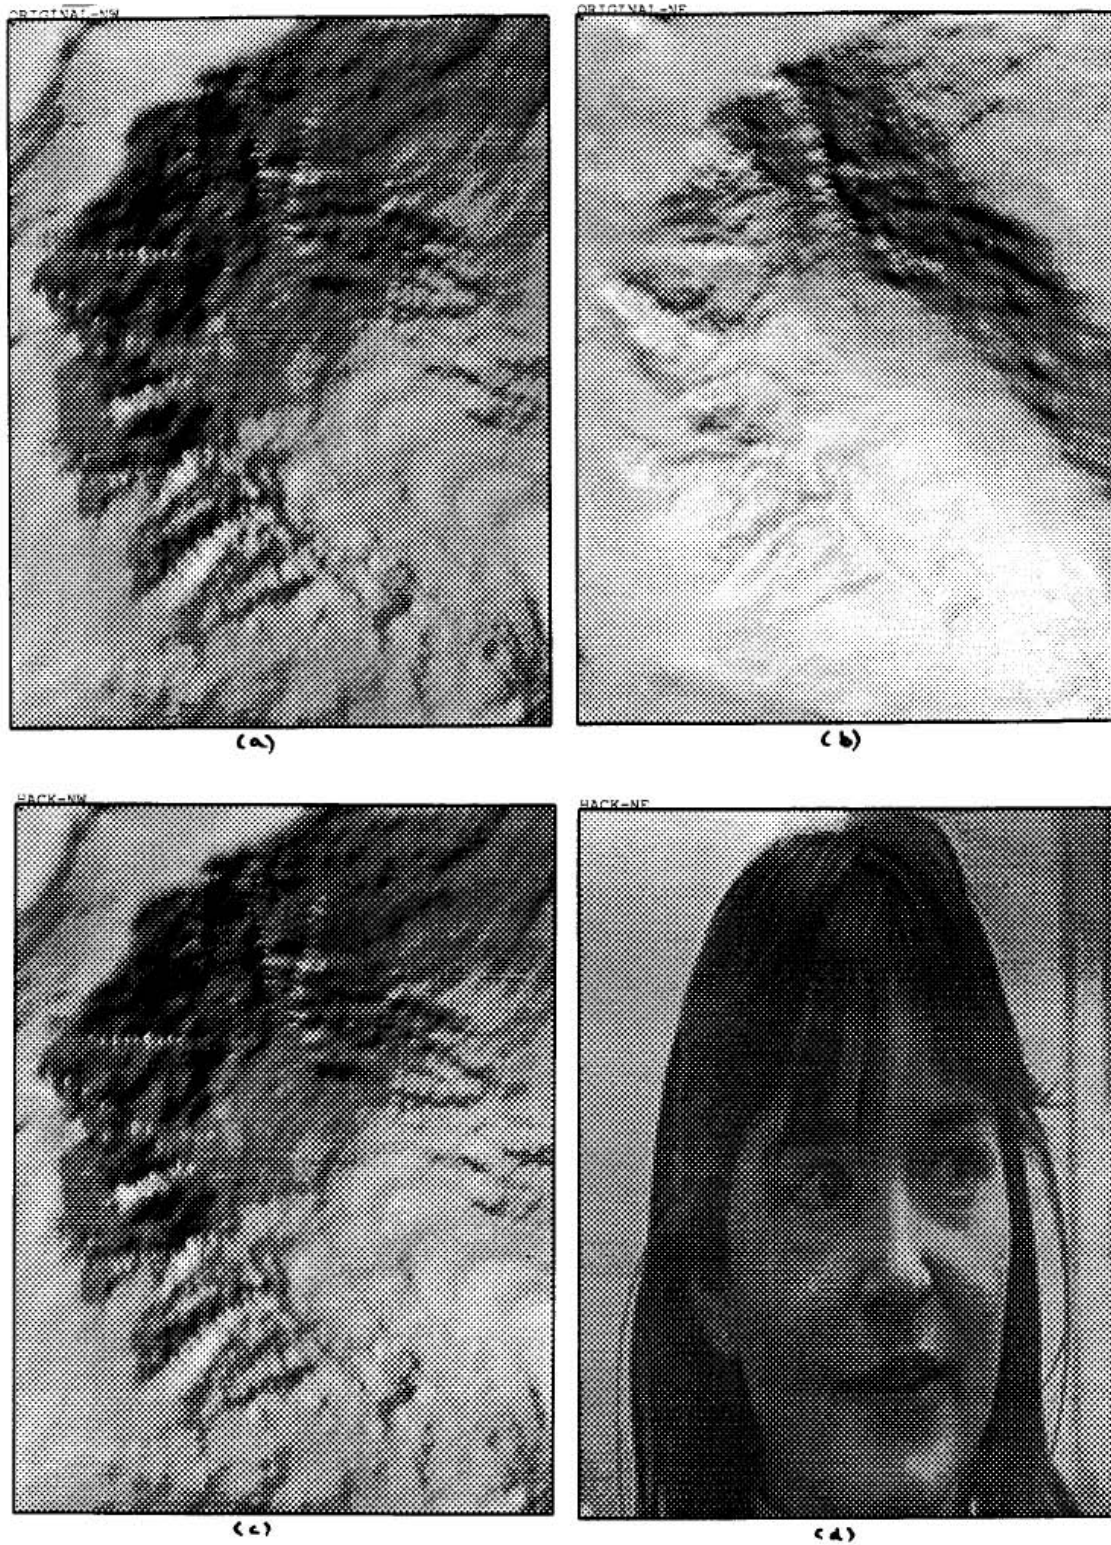 ORIGINAL-NW
ORIGINAL-NE
(a)
(b)
HACK-NW
HACK-NE
(c)
(d)